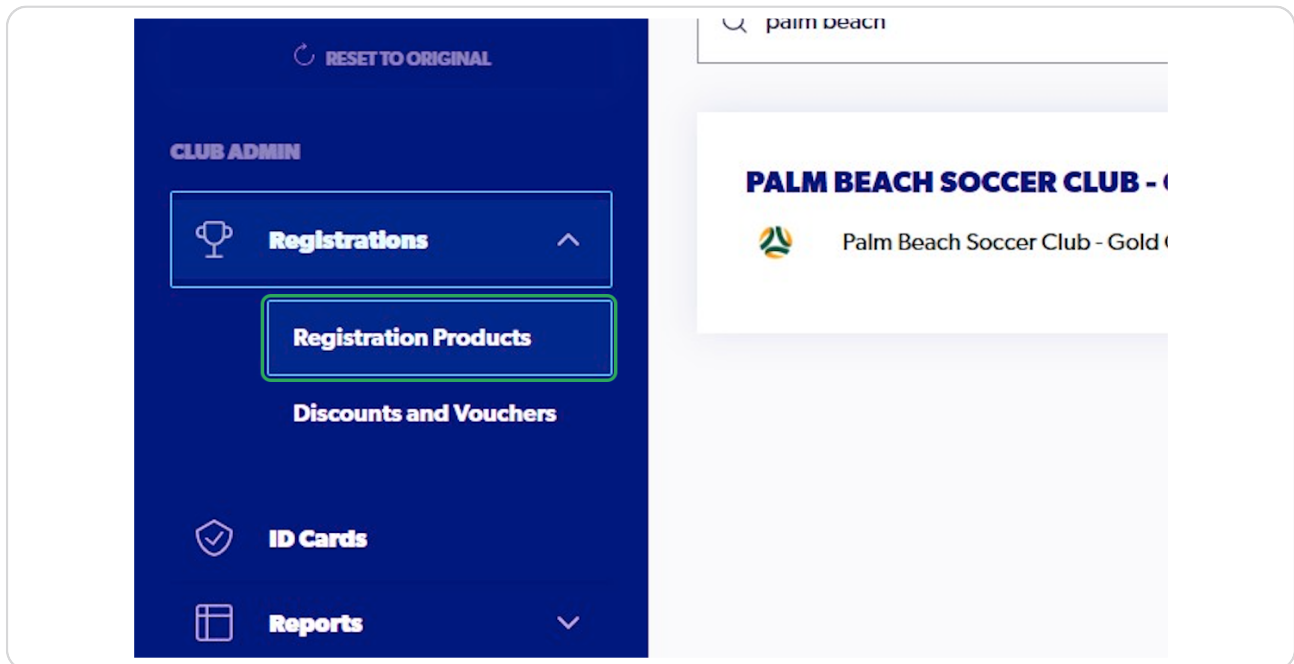 RESET TO ORIGINAL
CLUB ADMIN
Registrations
Registration Products
Discounts and Vouchers
ID Cards
Reports
palm beach
PALM BEACH SOCCER CLUB -
Palm Beach Soccer Club - Gold